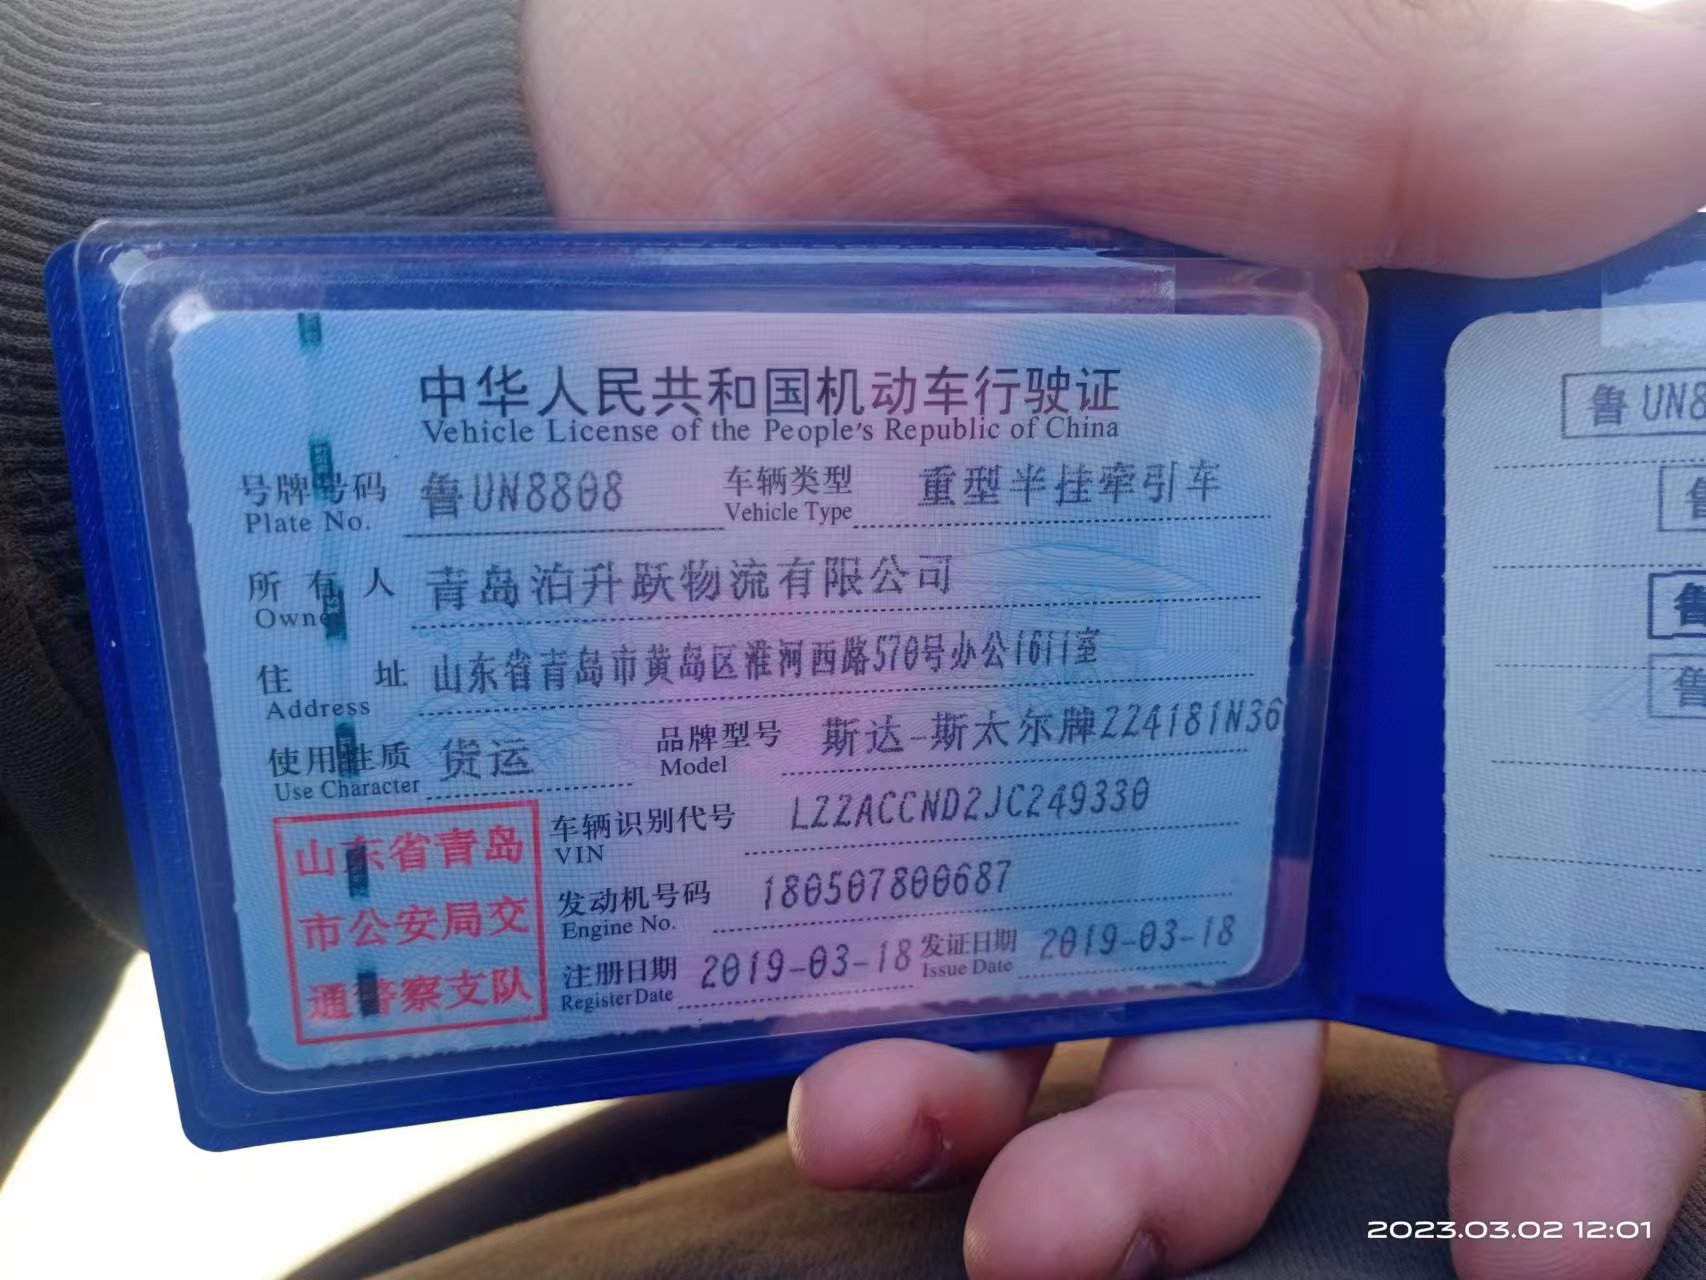 中华人民共和国机动车行驶证
Vehicle License of the People's Republic of China
号牌号码 鲁UN8808 车辆类型 重型半挂牵引车
Plate No. Vehicle Type
所有人 青岛泊升跃物流有限公司
Owner
住址 山东省青岛市黄岛区淮河西路570号办公1611室
Address
使用性质 货运 品牌型号 斯达-斯太尔牌ZZ4181N36
Use Character Model
车辆识别代号 LZZACCND2JC249330
VIN
发动机号码 180507800687
Engine No.
注册日期 2019-03-18 发证日期 2019-03-18
Register Date Issue Date
山东省青岛
市公安局交
通警察支队
鲁UN8
鲁
鲁
鲁
2023.03.02 12:01